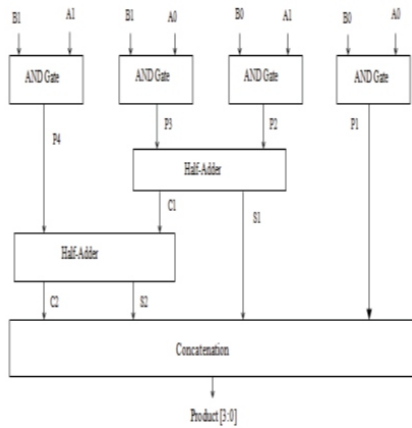 B1 A1 B1 A0 B0 A1 B0 A0
AND Gate AND Gate AND Gate AND Gate
P4 P3 P2 P1
Half-Adder
C1 S1
Half-Adder
C2 S2
Concatenation
Product [3:0]